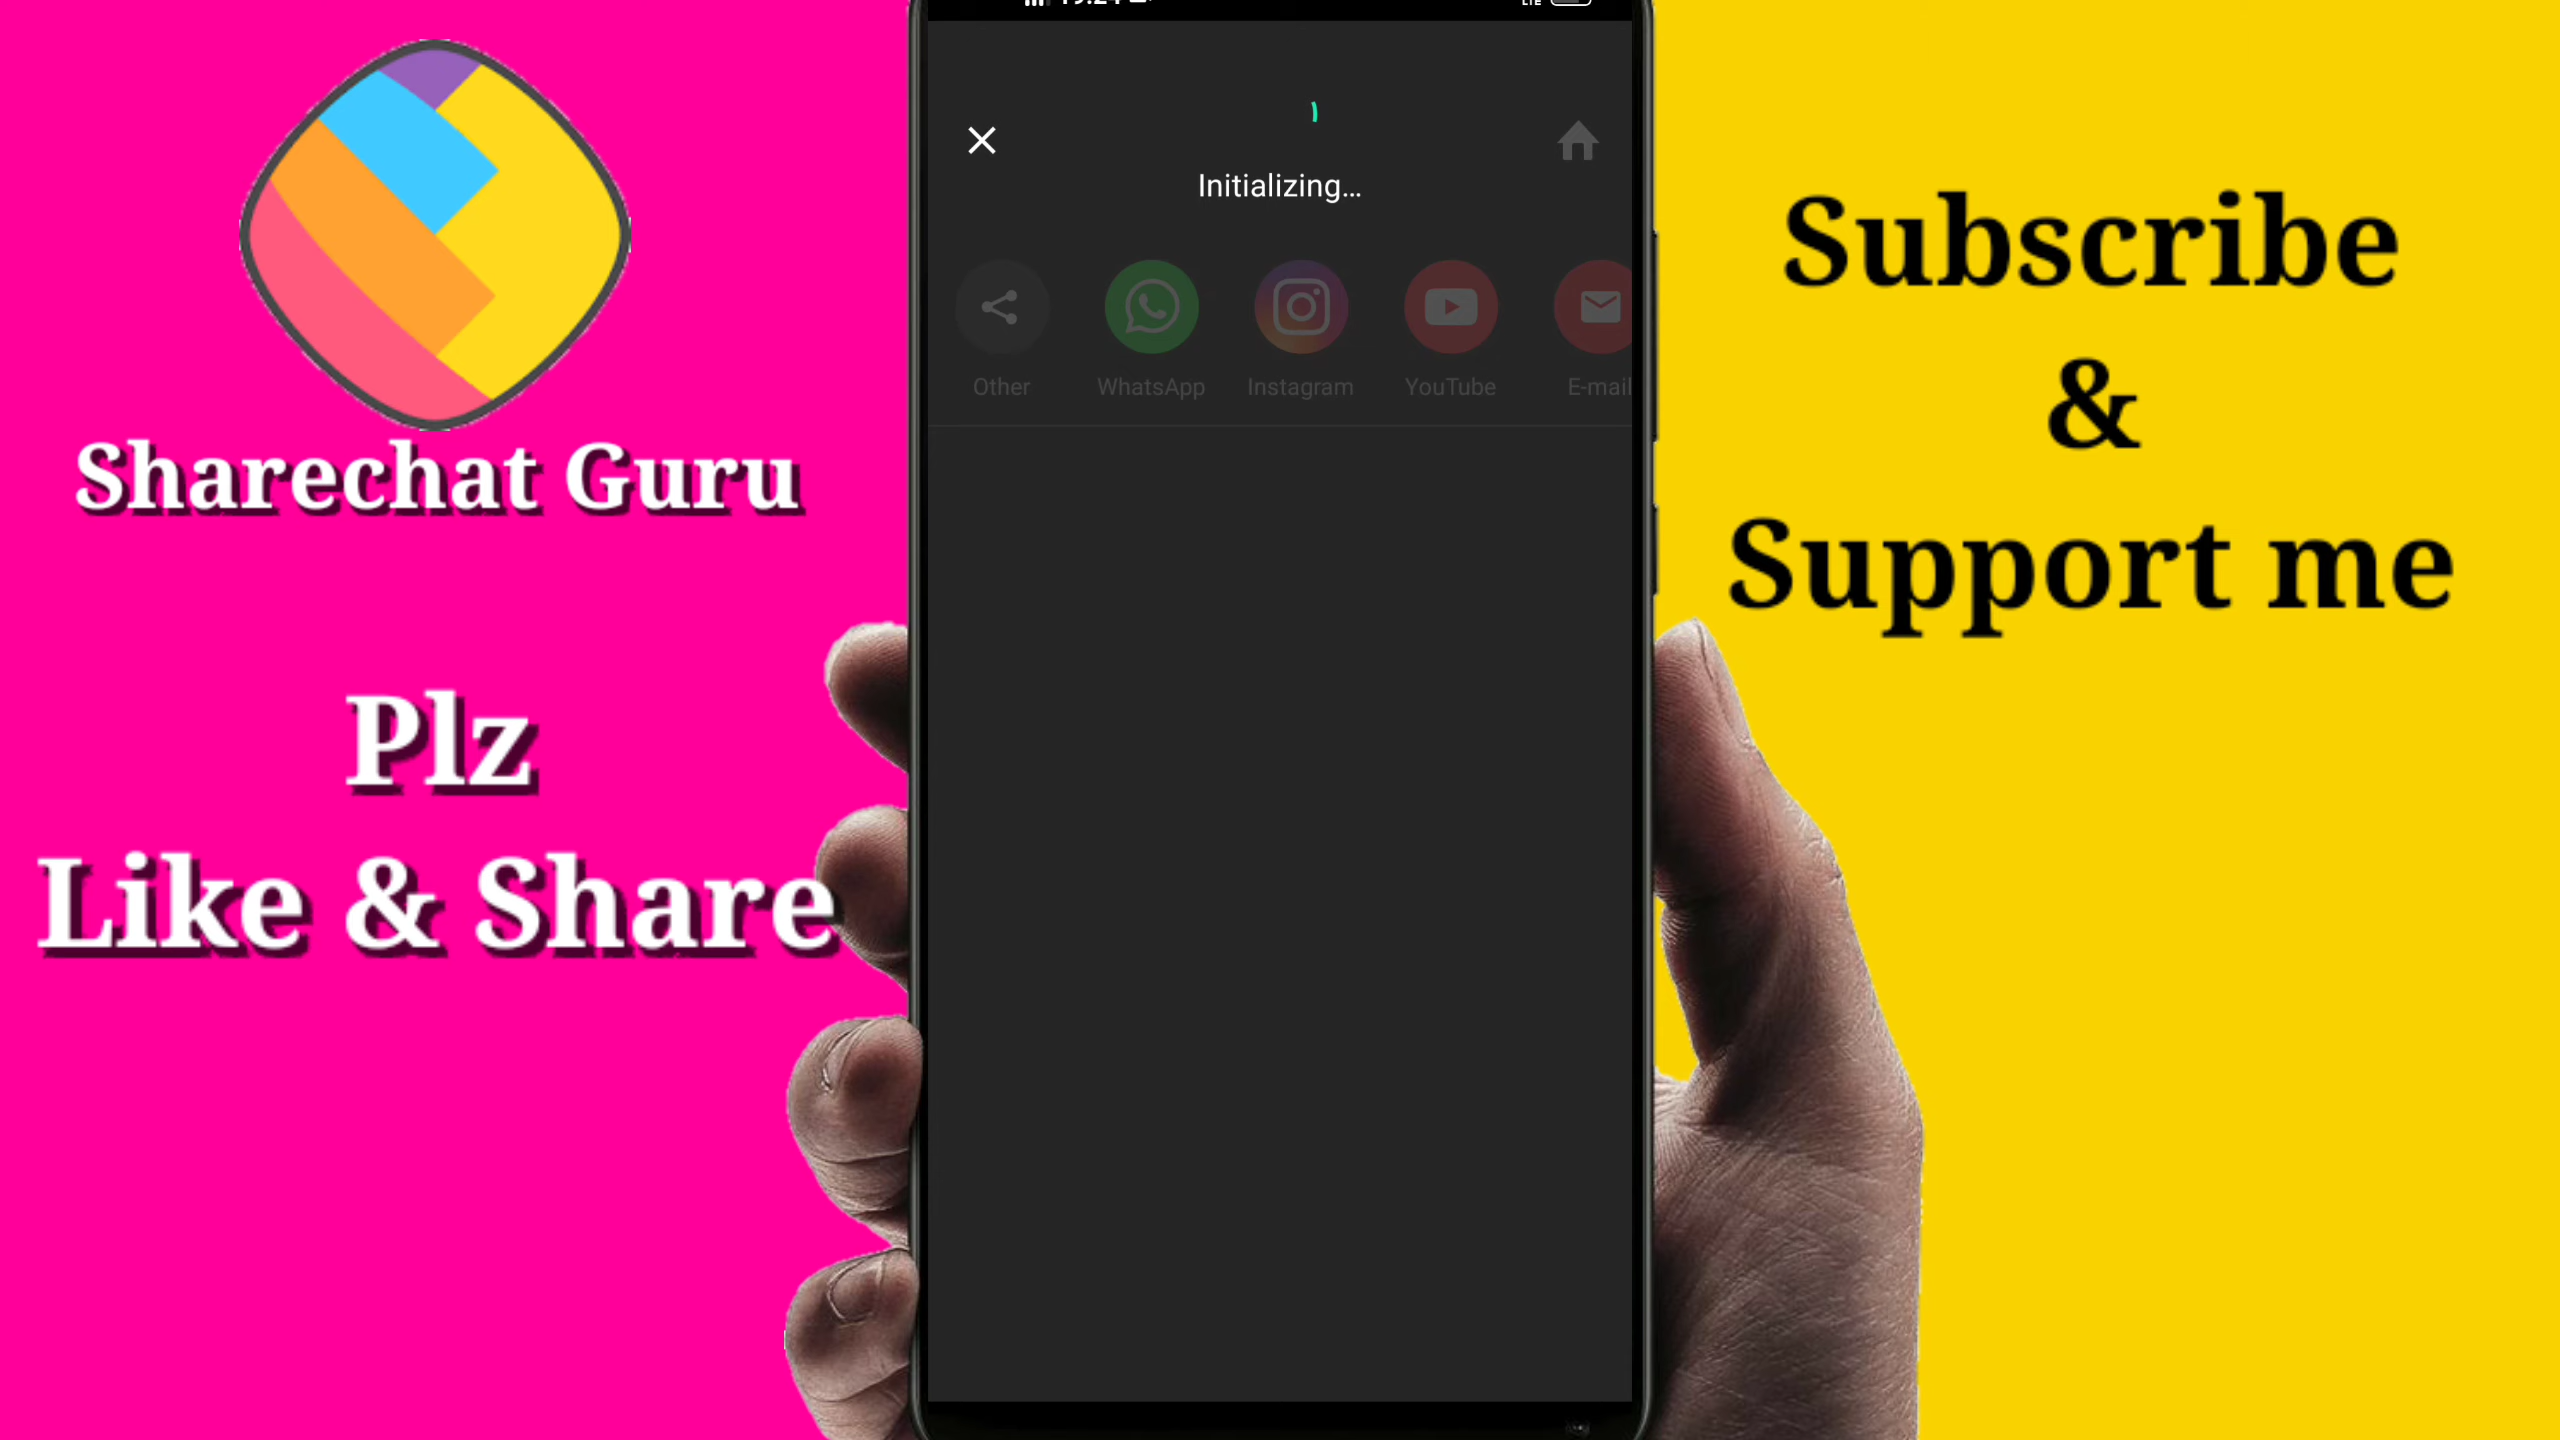 Sharechat Guru
Plz
Like & Share
Initializing...
Other
WhatsApp
Instagram
YouTube
E-mail
Subscribe
&
Support me